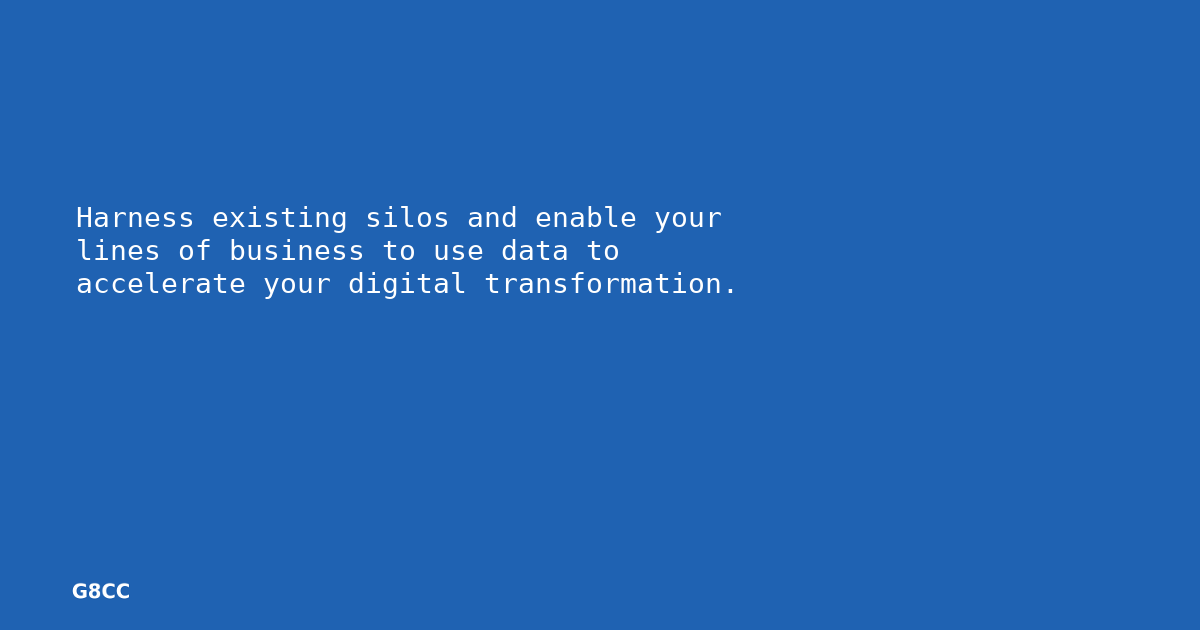 Harness existing silos and enable your
lines of business to use data to
accelerate your digital transformation.
G8CC